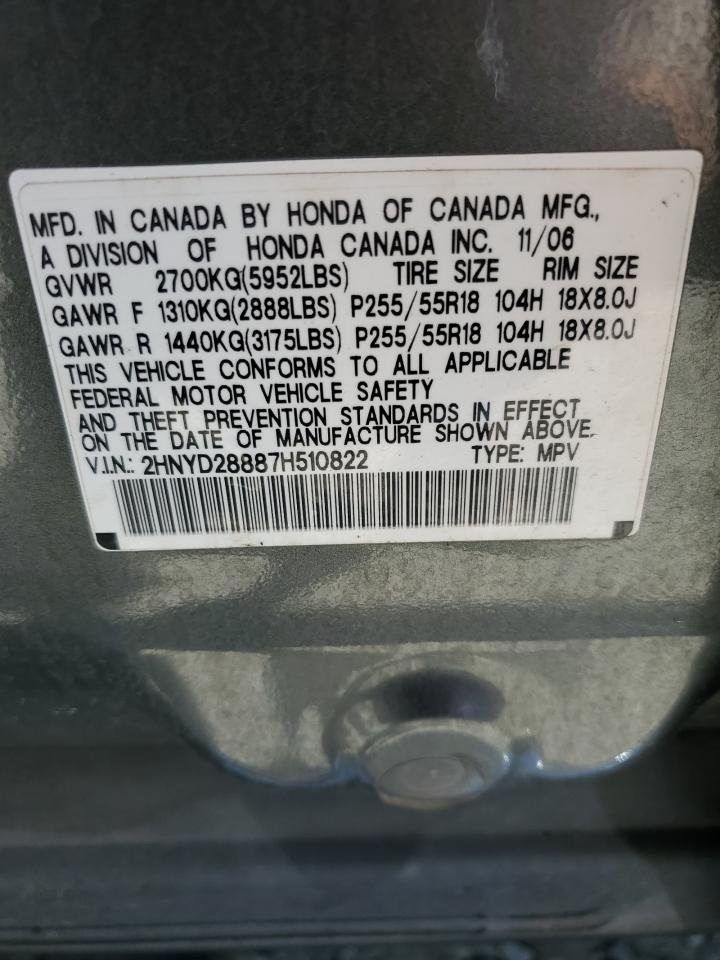 MFD. IN CANADA BY HONDA OF CANADA MFG.,
A DIVISION OF HONDA CANADA INC. 11/06
GVWR 2700KG(5952LBS) TIRE SIZE RIM SIZE
GAWR F 1310KG(2888LBS) P255/55R18 104H 18X8.0J
GAWR R 1440KG(3175LBS) P255/55R18 104H 18X8.0J
THIS VEHICLE CONFORMS TO ALL APPLICABLE
FEDERAL MOTOR VEHICLE SAFETY
AND THEFT PREVENTION STANDARDS IN EFFECT
ON THE DATE OF MANUFACTURE SHOWN ABOVE.
V.I.N.: 2HNYD28887H510822 TYPE: MPV